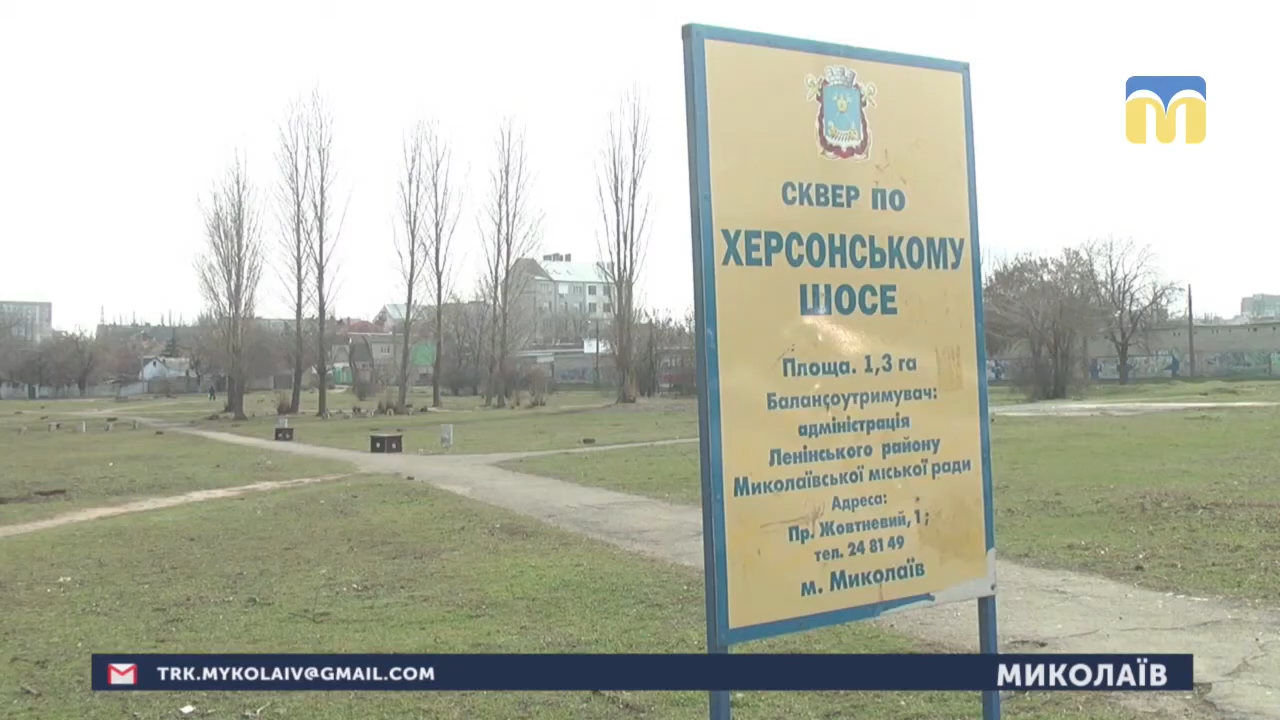 СКВЕР ПО
ХЕРСОНСЬКОМУ
ШОСЕ
Площа. 1,3 га
Балансоутримувач:
адміністрація
Ленінського району
Миколаївської міської ради
Адреса:
Пр. Жовтневий, 1;
тел. 24 81 49
м. Миколаїв
TRK.MYKOLAIV@GMAIL.COM
МИКОЛАЇВ